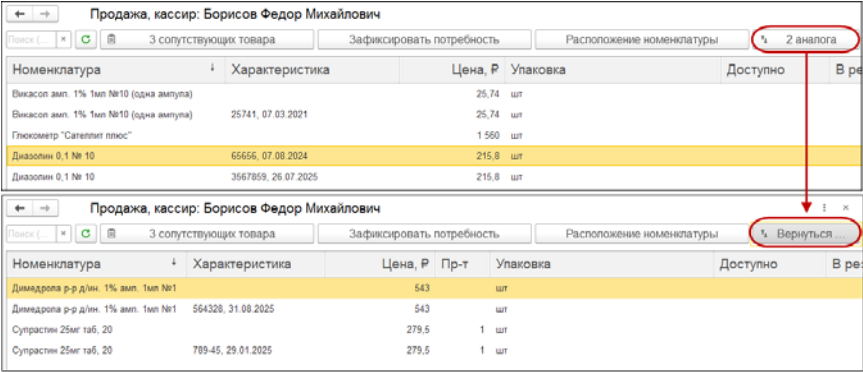 Продажа, кассир: Борисов Федор Михайлович
Поиск (... × 3 сопутствующих товара Зафиксировать потребность Расположение номенклатуры 2 аналога
Номенклатура ↓ Характеристика Цена, ₽ Упаковка Доступно В ре
Викасол амп. 1% 1мл №10 (одна ампула) 25,74 шт
Викасол амп. 1% 1мл №10 (одна ампула) 25741, 07.03.2021 25,74 шт
Глюкометр "Сателлит плюс" 1 560 шт
Диазолин 0,1 № 10 65656, 07.08.2024 215,8 шт
Диазолин 0,1 № 10 3567859, 26.07.2025 215,8 шт
Продажа, кассир: Борисов Федор Михайлович
Поиск (... × 3 сопутствующих товара Зафиксировать потребность Расположение номенклатуры Вернуться ...
Номенклатура ↓ Характеристика Цена, ₽ Пр-т Упаковка Доступно В рез
Димедрола р-р д/ин. 1% амп. 1мл №1 543 шт
Димедрола р-р д/ин. 1% амп. 1мл №1 564328, 31.08.2025 543 шт
Супрастин 25мг таб, 20 279,5 1 шт
Супрастин 25мг таб, 20 789-45, 29.01.2025 279,5 1 шт